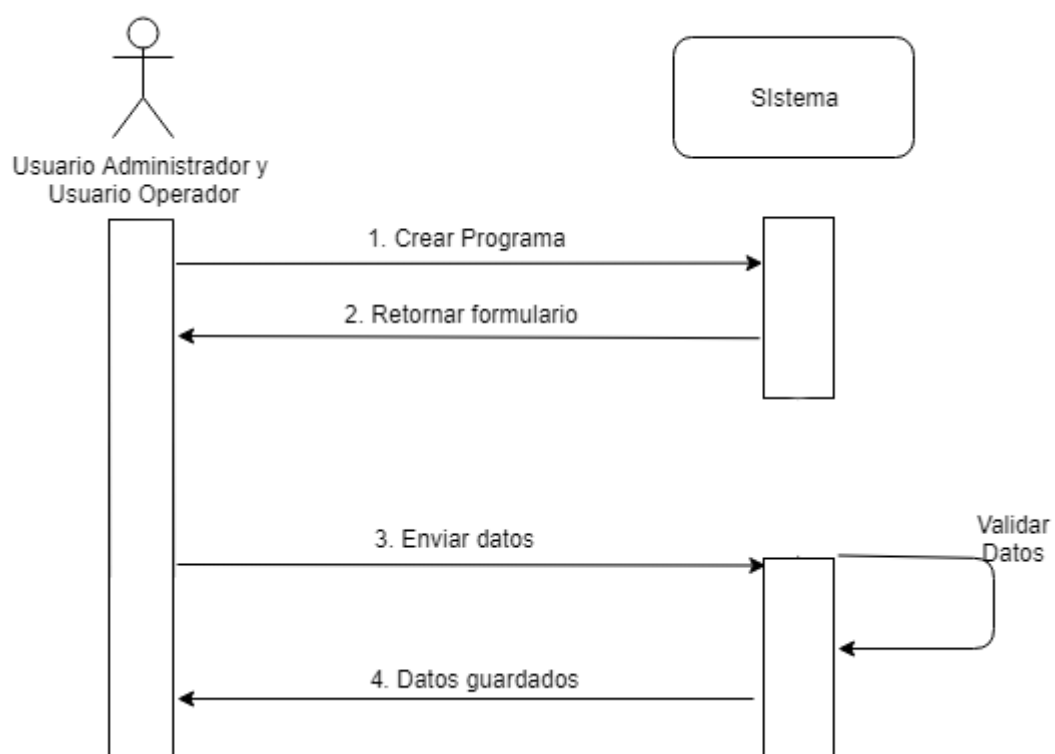 SIstema
Usuario Administrador y
Usuario Operador
1. Crear Programa
2. Retornar formulario
3. Enviar datos
Validar
Datos
4. Datos guardados